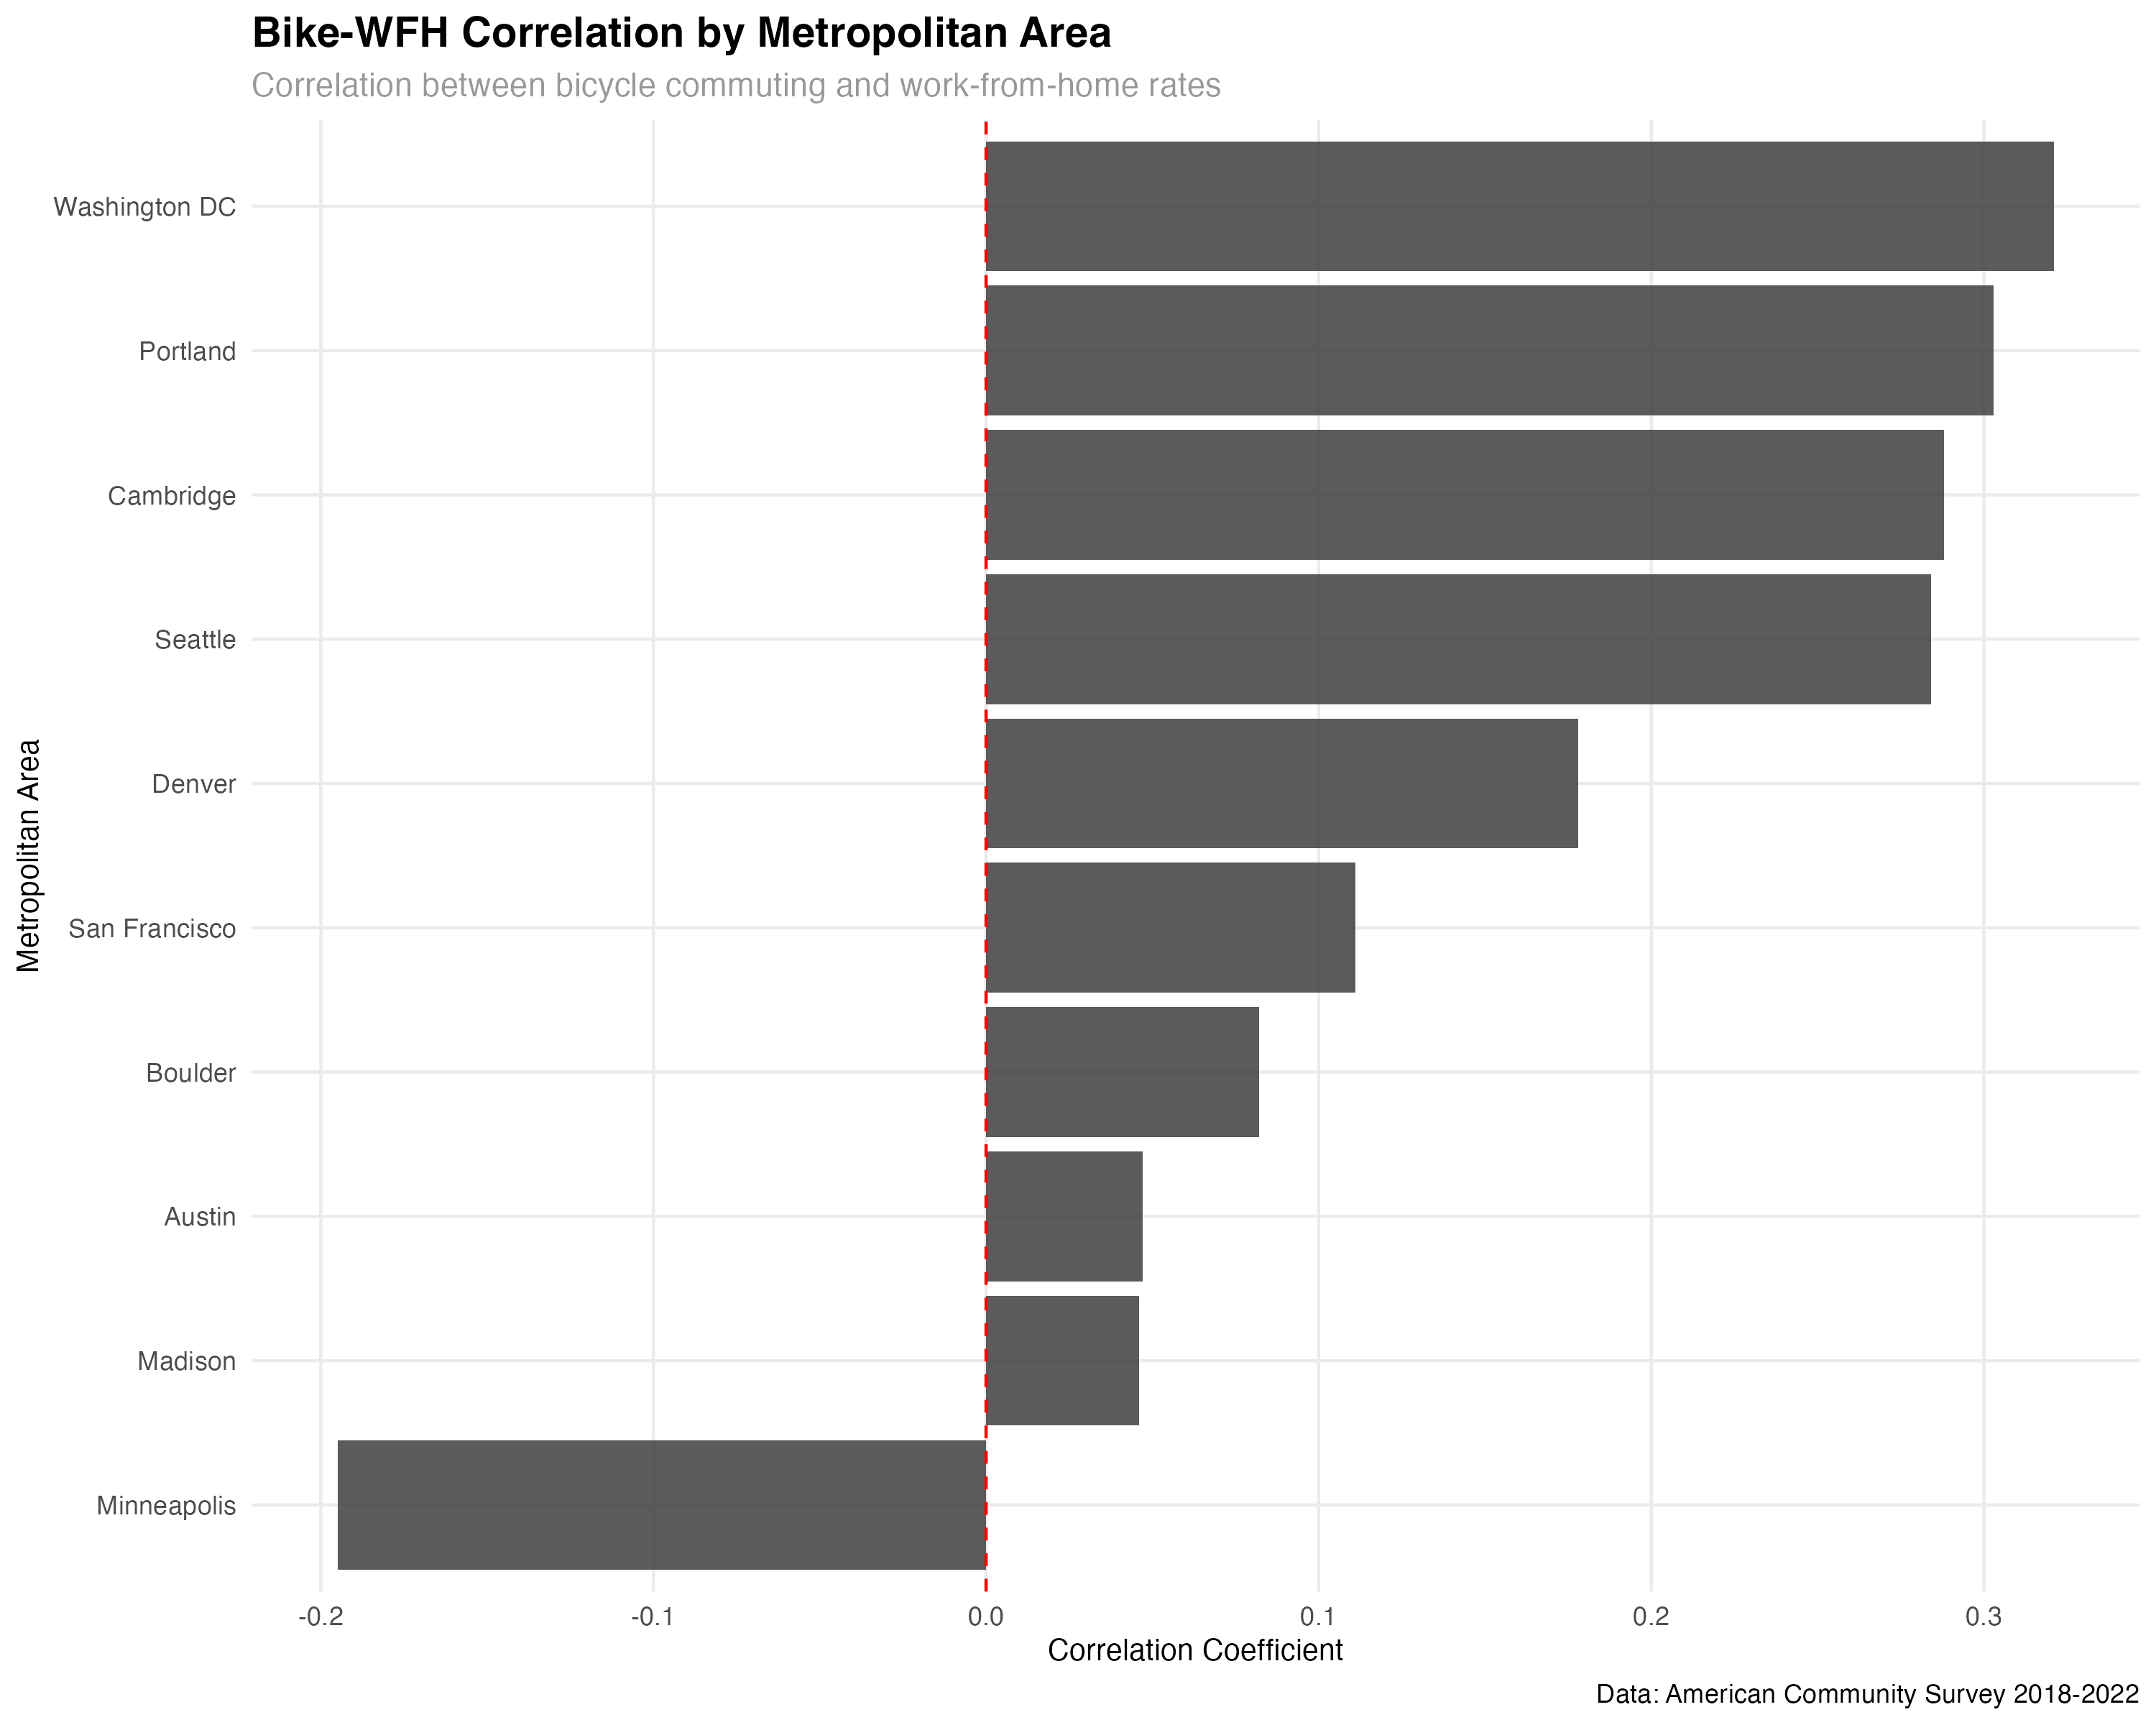 Bike-WFH Correlation by Metropolitan Area
Correlation between bicycle commuting and work-from-home rates
Metropolitan Area
Washington DC
Portland
Cambridge
Seattle
Denver
San Francisco
Boulder
Austin
Madison
Minneapolis
-0.2 -0.1 0.0 0.1 0.2 0.3
Correlation Coefficient
Data: American Community Survey 2018-2022